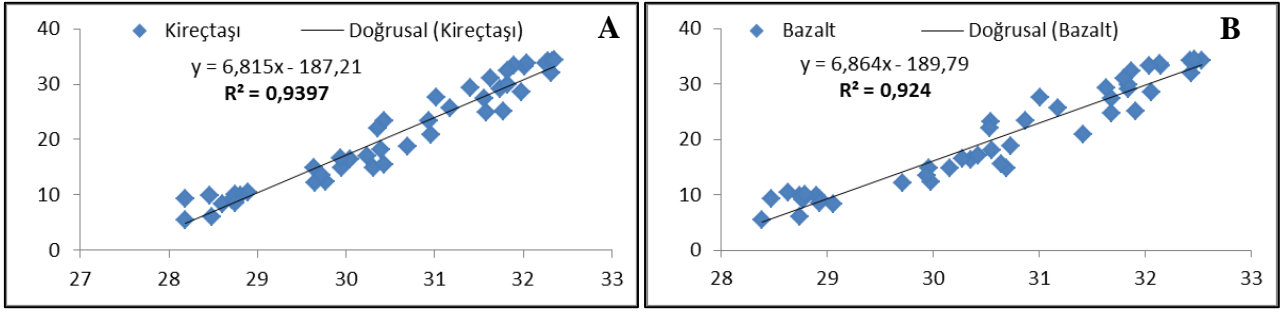 Kireçtaşı Doğrusal (Kireçtaşı) A
y = 6,815x - 187,21
R² = 0,9397
40
30
20
10
0
27 28 29 30 31 32 33
Bazalt Doğrusal (Bazalt) B
y = 6,864x - 189,79
R² = 0,924
40
30
20
10
0
28 29 30 31 32 33